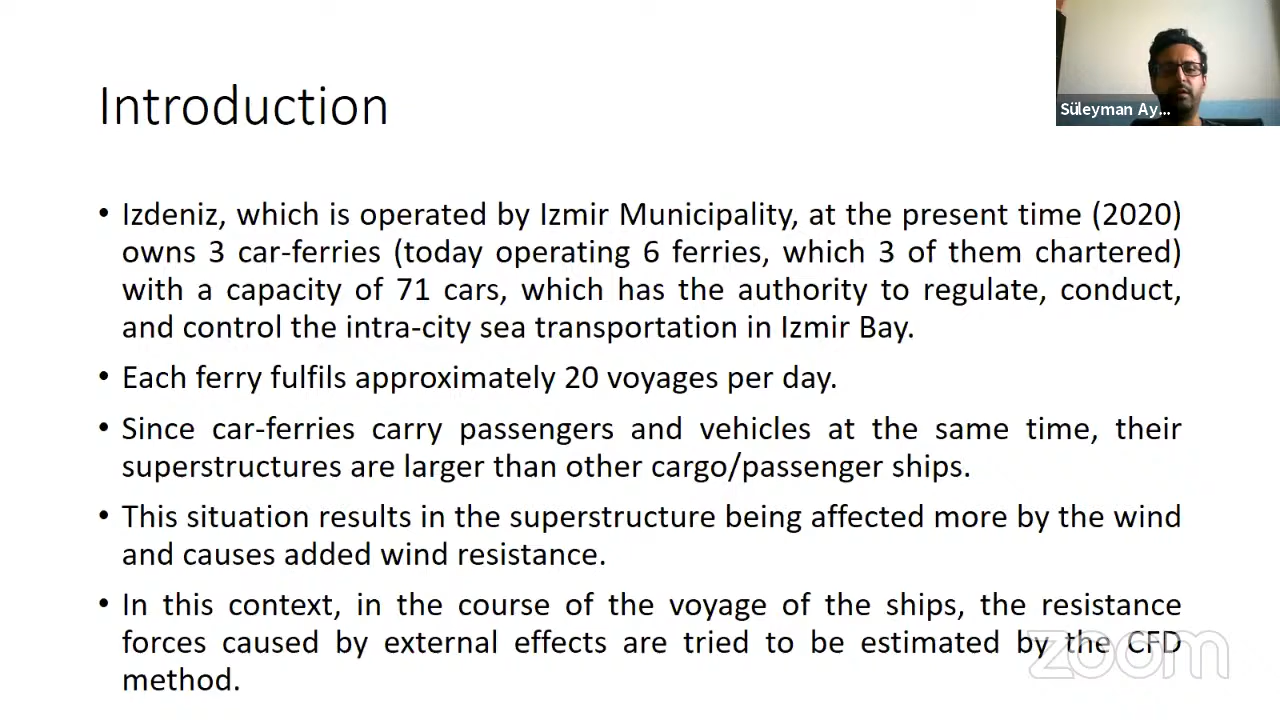 Introduction
Süleyman Ay...
• Izdeniz, which is operated by Izmir Municipality, at the present time (2020)
owns 3 car-ferries (today operating 6 ferries, which 3 of them chartered)
with a capacity of 71 cars, which has the authority to regulate, conduct,
and control the intra-city sea transportation in Izmir Bay.
• Each ferry fulfils approximately 20 voyages per day.
• Since car-ferries carry passengers and vehicles at the same time, their
superstructures are larger than other cargo/passenger ships.
• This situation results in the superstructure being affected more by the wind
and causes added wind resistance.
• In this context, in the course of the voyage of the ships, the resistance
forces caused by external effects are tried to be estimated by the CFD
method.
zoom